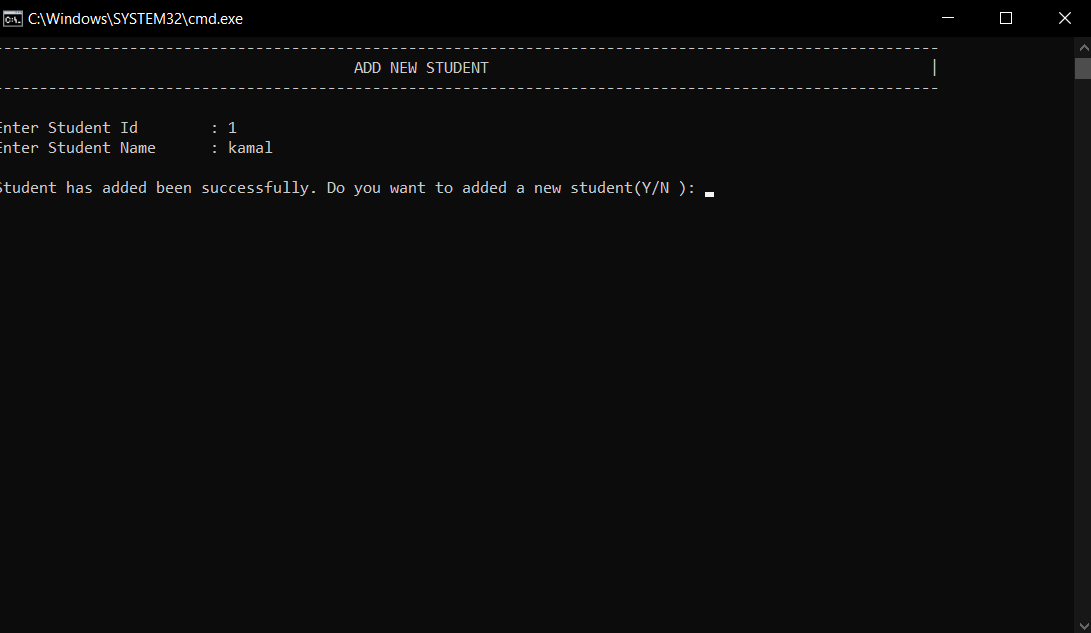 C:\Windows\SYSTEM32\cmd.exe
-----------------------------------------------------------------------------------------------------------
ADD NEW STUDENT |
-----------------------------------------------------------------------------------------------------------
Enter Student Id : 1
Enter Student Name : kamal
Student has added been successfully. Do you want to added a new student(Y/N ):